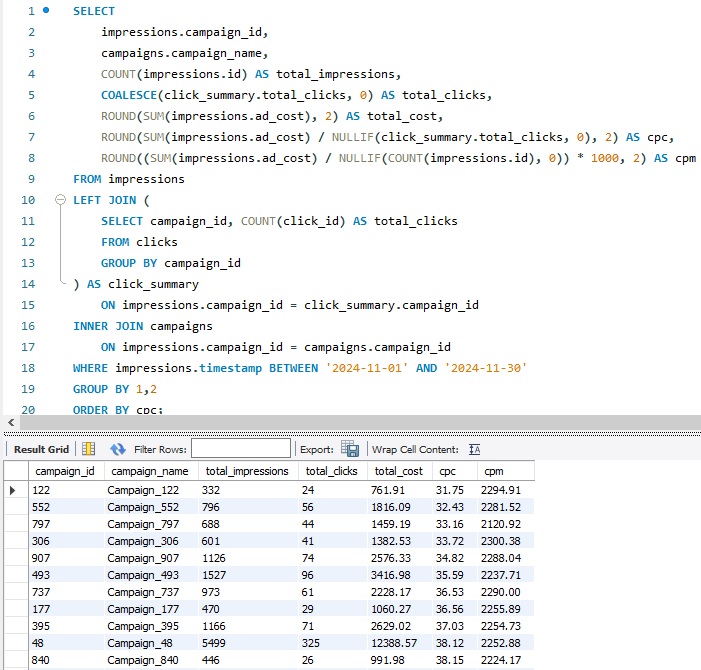 1 SELECT
2 impressions.campaign_id,
3 campaigns.campaign_name,
4 COUNT(impressions.id) AS total_impressions,
5 COALESCE(click_summary.total_clicks, 0) AS total_clicks,
6 ROUND(SUM(impressions.ad_cost), 2) AS total_cost,
7 ROUND(SUM(impressions.ad_cost) / NULLIF(click_summary.total_clicks, 0), 2) AS cpc,
8 ROUND((SUM(impressions.ad_cost) / NULLIF(COUNT(impressions.id), 0)) * 1000, 2) AS cpm
9 FROM impressions
10 LEFT JOIN (
11 SELECT campaign_id, COUNT(click_id) AS total_clicks
12 FROM clicks
13 GROUP BY campaign_id
14 ) AS click_summary
15 ON impressions.campaign_id = click_summary.campaign_id
16 INNER JOIN campaigns
17 ON impressions.campaign_id = campaigns.campaign_id
18 WHERE impressions.timestamp BETWEEN '2024-11-01' AND '2024-11-30'
19 GROUP BY 1,2
20 ORDER BY cpc;
Result Grid Filter Rows: Export: Wrap Cell Content:
campaign_id campaign_name total_impressions total_clicks total_cost cpc cpm
122 Campaign_122 332 24 761.91 31.75 2294.91
552 Campaign_552 796 56 1816.09 32.43 2281.52
797 Campaign_797 688 44 1459.19 33.16 2120.92
306 Campaign_306 601 41 1382.53 33.72 2300.38
907 Campaign_907 1126 74 2576.33 34.82 2288.04
493 Campaign_493 1527 96 3416.98 35.59 2237.71
737 Campaign_737 973 61 2228.17 36.53 2290.00
177 Campaign_177 470 29 1060.27 36.56 2255.89
395 Campaign_395 1166 71 2629.02 37.03 2254.73
48 Campaign_48 5499 325 12388.57 38.12 2252.88
840 Campaign_840 446 26 991.98 38.15 2224.17